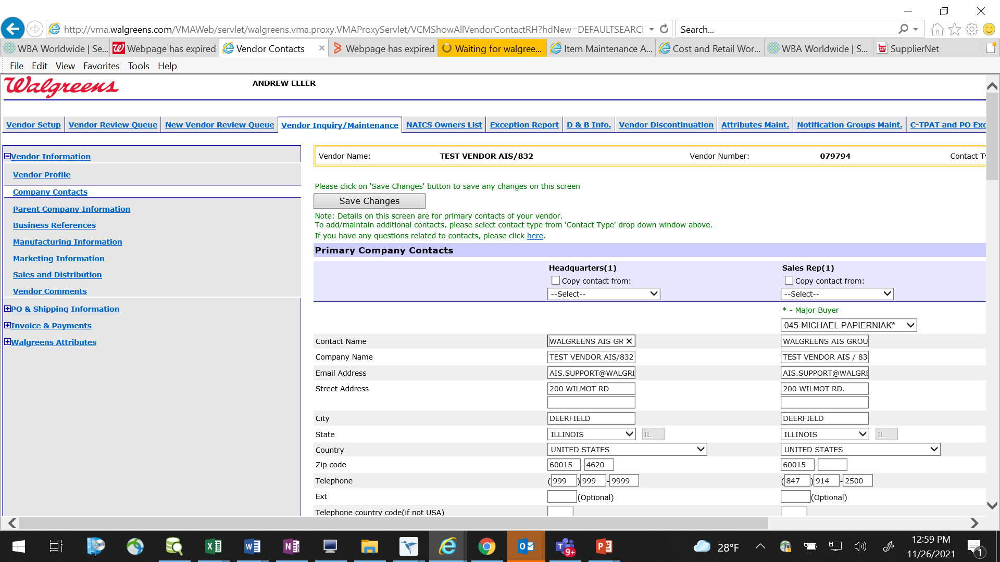 http://vma.walgreens.com/VMAWeb/servlet/walgreens.vma.proxy.VMAProxyServlet/VCMShowAllVendorContactRH?hdNew=DEFAULTSEARCH
Search...
WBA Worldwide | Se...
Webpage has expired
Vendor Contacts
Webpage has expired
Waiting for walgree...
Item Maintenance A...
Cost and Retail Wor...
WBA Worldwide | S...
SupplierNet
File Edit View Favorites Tools Help
Walgreens
ANDREW ELLER
Vendor Setup
Vendor Review Queue
New Vendor Review Queue
Vendor Inquiry/Maintenance
NAICS Owners List
Exception Report
D & B Info.
Vendor Discontinuation
Attributes Maint.
Notification Groups Maint.
C-TPAT and PO Exc
Vendor Information
Vendor Profile
Company Contacts
Parent Company Information
Business References
Manufacturing Information
Marketing Information
Sales and Distribution
Vendor Comments
PO & Shipping Information
Invoice & Payments
Walgreens Attributes
Vendor Name: TEST VENDOR AIS/832 Vendor Number: 079794 Contact Ty
Please click on 'Save Changes' button to save any changes on this screen
Save Changes
Note: Details on this screen are for primary contacts of your vendor.
To add/maintain additional contacts, please select contact type from 'Contact Type' drop down window above.
If you have any questions related to contacts, please click here.
Primary Company Contacts
Headquarters(1) Sales Rep(1)
Copy contact from: Copy contact from:
--Select-- --Select--
* - Major Buyer
045-MICHAEL PAPIERNIAK*
Contact Name WALGREENS AIS GR WALGREENS AIS GROU
Company Name TEST VENDOR AIS/832 TEST VENDOR AIS / 83
Email Address AIS.SUPPORT@WALGRE AIS.SUPPORT@WALGRE
Street Address 200 WILMOT RD 200 WILMOT RD.
City DEERFIELD DEERFIELD
State ILLINOIS IL ILLINOIS IL
Country UNITED STATES UNITED STATES
Zip code 60015 - 4620 60015 -
Telephone (999) 999 - 9999 (847) 914 - 2500
Ext (Optional) (Optional)
Telephone country code(if not USA)
28°F
9+
12:59 PM
11/26/2021
1